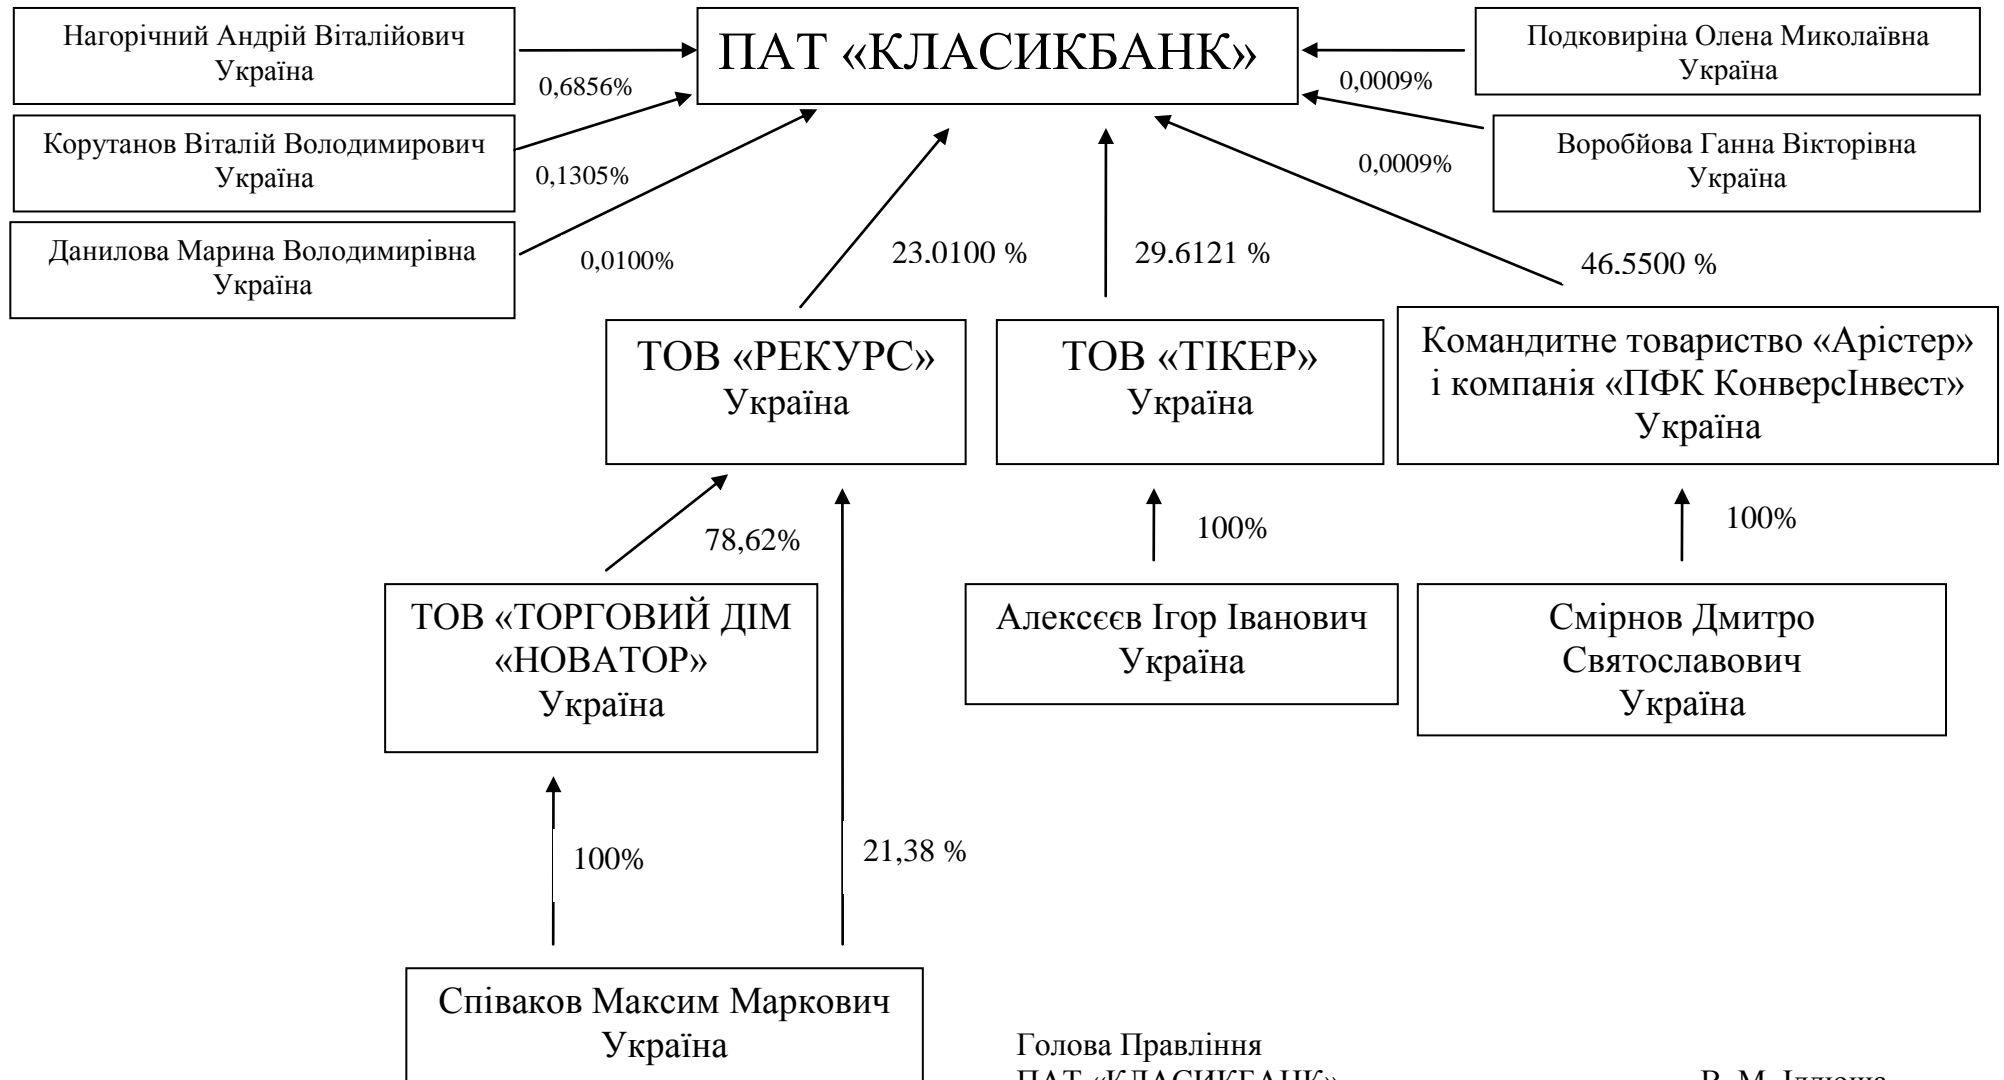 Нагорічний Андрій Віталійович
Україна
ПАТ «КЛАСИКБАНК»
Подковиріна Олена Миколаївна
Україна
0,6856%
0,0009%
Корутанов Віталій Володимирович
Україна
Воробйова Ганна Вікторівна
Україна
0,1305%
0,0009%
Данилова Марина Володимирівна
Україна
0,0100%
23.0100 %
29.6121 %
46.5500 %
ТОВ «РЕКУРС»
Україна
ТОВ «ТІКЕР»
Україна
Командитне товариство «Арістер»
і компанія «ПФК КонверсІнвест»
Україна
78,62%
100%
100%
ТОВ «ТОРГОВИЙ ДІМ
«НОВАТОР»
Україна
Алексєєв Ігор Іванович
Україна
Смірнов Дмитро
Святославович
Україна
100%
21,38 %
Співаков Максим Маркович
Україна
Голова Правління
ПАТ «КЛАСИКБАНК»
В. М. Іллюша